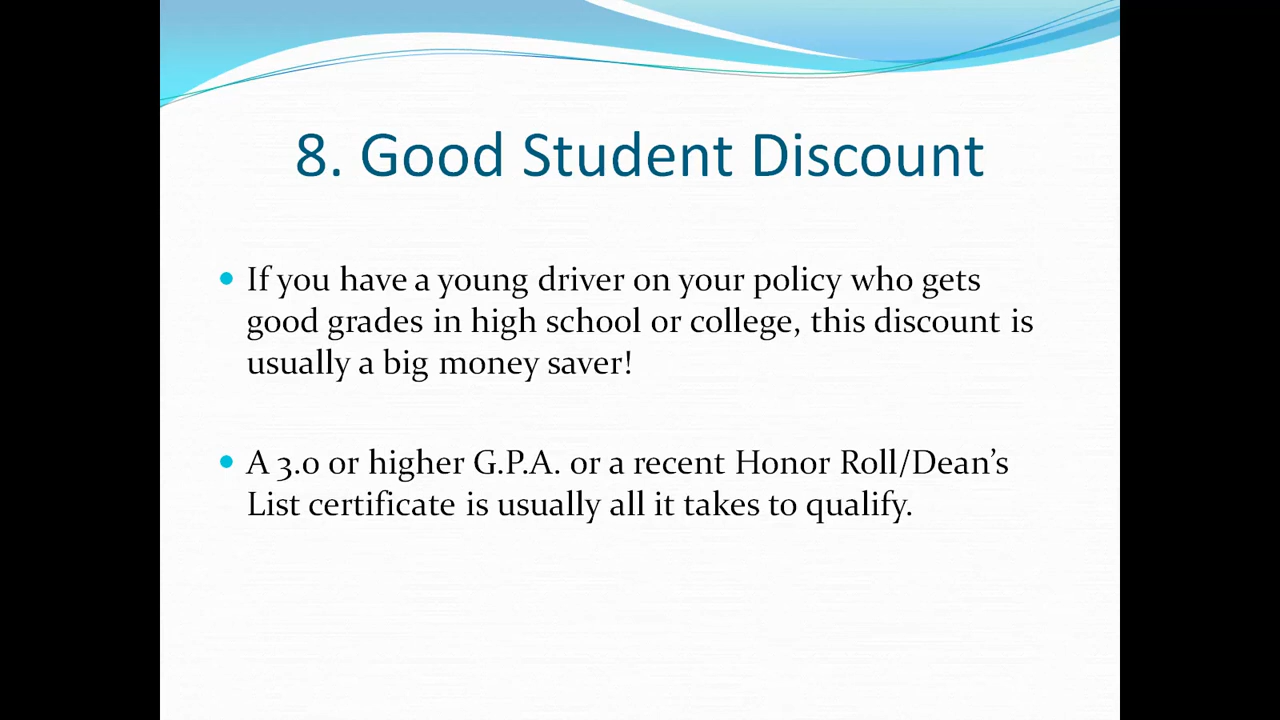 8. Good Student Discount
• If you have a young driver on your policy who gets
good grades in high school or college, this discount is
usually a big money saver!
• A 3.0 or higher G.P.A. or a recent Honor Roll/Dean’s
List certificate is usually all it takes to qualify.